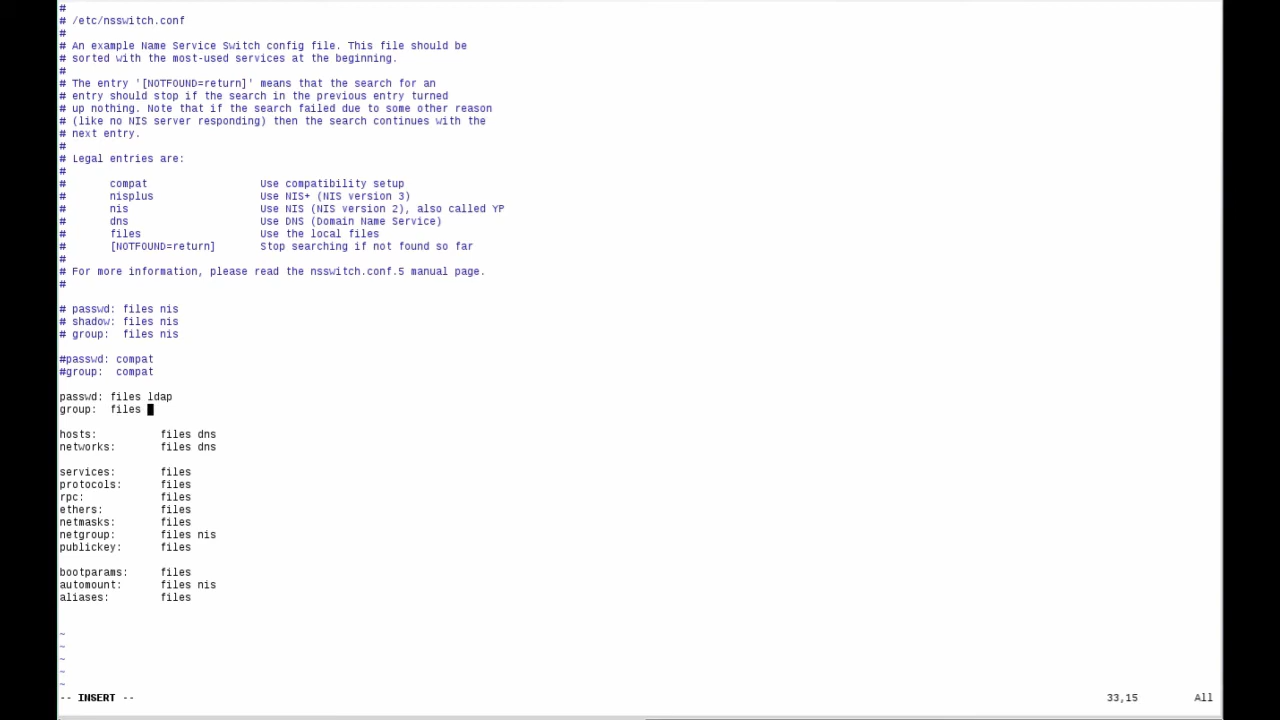 #
# /etc/nsswitch.conf
#
# An example Name Service Switch config file. This file should be
# sorted with the most-used services at the beginning.
#
# The entry '[NOTFOUND=return]' means that the search for an
# entry should stop if the search in the previous entry turned
# up nothing. Note that if the search failed due to some other reason
# (like no NIS server responding) then the search continues with the
# next entry.
#
# Legal entries are:
#
#       compat                  Use compatibility setup
#       nisplus                 Use NIS+ (NIS version 3)
#       nis                     Use NIS (NIS version 2), also called YP
#       dns                     Use DNS (Domain Name Service)
#       files                   Use the local files
#       [NOTFOUND=return]       Stop searching if not found so far
#
# For more information, please read the nsswitch.conf.5 manual page.
#
# passwd: files nis
# shadow: files nis
# group:  files nis
#passwd: compat
#group:  compat
passwd: files ldap
group:  files
hosts:          files dns
networks:       files dns
services:       files
protocols:      files
rpc:            files
ethers:         files
netmasks:       files
netgroup:       files nis
publickey:      files
bootparams:     files
automount:      files nis
aliases:        files
~
~
~
~
~
-- INSERT -- 33,15 All